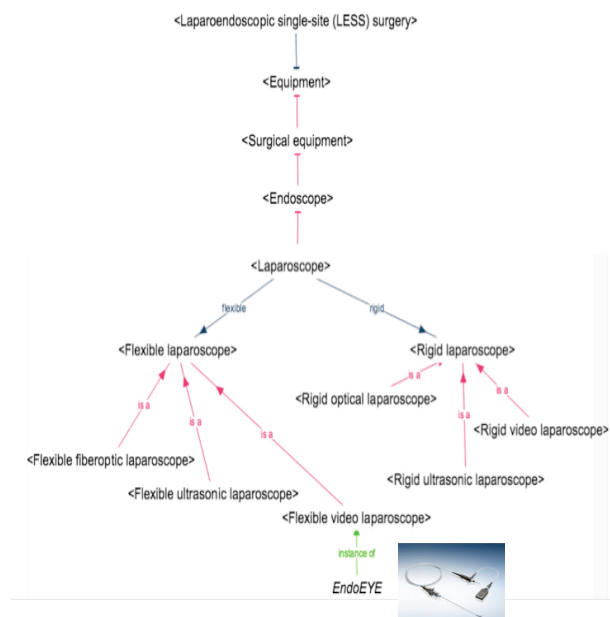 <Laparoendoscopic single-site (LESS) surgery>
<Equipment>
<Surgical equipment>
<Endoscope>
<Laparoscope>
flexible
rigid
<Flexible laparoscope>
<Rigid laparoscope>
is a
<Rigid optical laparoscope>
is a
is a
is a
is a
<Rigid video laparoscope>
is a
<Flexible fiberoptic laparoscope>
<Rigid ultrasonic laparoscope>
<Flexible ultrasonic laparoscope>
<Flexible video laparoscope>
instance of
EndoEYE